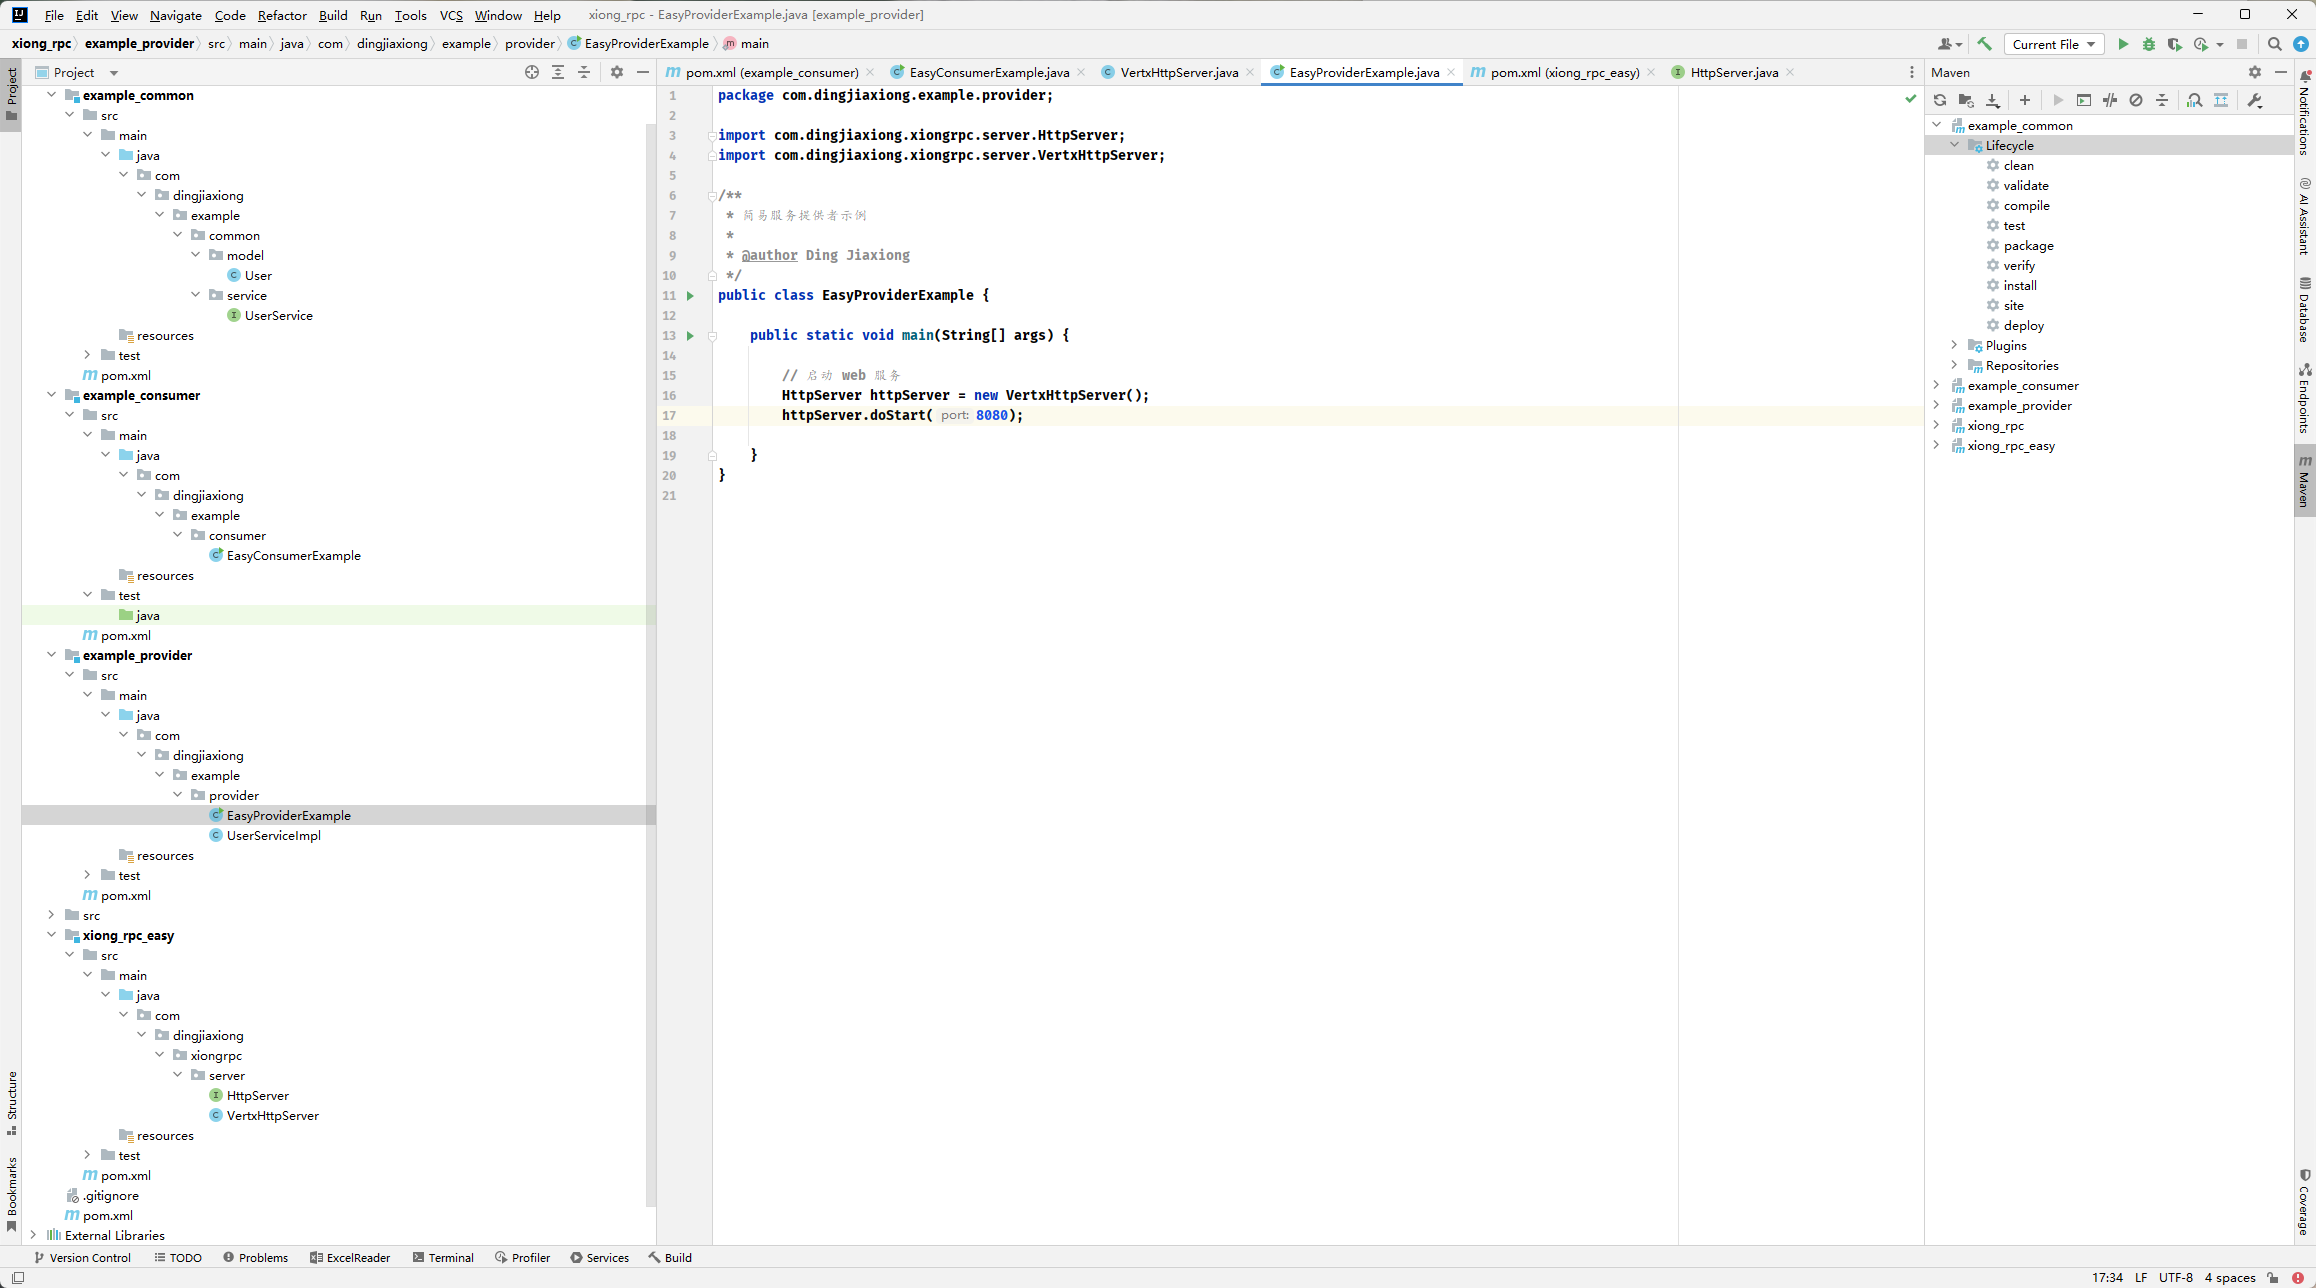 File Edit View Navigate Code Refactor Build Run Tools VCS Window Help xiong_rpc - EasyProviderExample.java [example_provider]
xiong_rpc example_provider src main java com dingjiaxiong example provider EasyProviderExample main Current File
Project
pom.xml (example_consumer) EasyConsumerExample.java VertxHttpServer.java EasyProviderExample.java pom.xml (xiong_rpc_easy) HttpServer.java
Maven
Project
Structure
Bookmarks
example_common
src
main
java
com
dingjiaxiong
example
common
model
User
service
UserService
resources
test
pom.xml
example_consumer
src
main
java
com
dingjiaxiong
example
consumer
EasyConsumerExample
resources
test
java
pom.xml
example_provider
src
main
java
com
dingjiaxiong
example
provider
EasyProviderExample
UserServiceImpl
resources
test
pom.xml
src
xiong_rpc_easy
src
main
java
com
dingjiaxiong
xiongrpc
server
HttpServer
VertxHttpServer
resources
test
pom.xml
.gitignore
pom.xml
External Libraries
1 package com.dingjiaxiong.example.provider;
2
3 import com.dingjiaxiong.xiongrpc.server.HttpServer;
4 import com.dingjiaxiong.xiongrpc.server.VertxHttpServer;
5
6 /**
7 * 简易服务提供者示例
8 *
9 * @author Ding Jiaxiong
10 */
11 public class EasyProviderExample {
12
13 public static void main(String[] args) {
14
15 // 启动 web 服务
16 HttpServer httpServer = new VertxHttpServer();
17 httpServer.doStart( port: 8080);
18
19 }
20 }
21
example_common
Lifecycle
clean
validate
compile
test
package
verify
install
site
deploy
Plugins
Repositories
example_consumer
example_provider
xiong_rpc
xiong_rpc_easy
Notifications
AI Assistant
Database
Endpoints
Maven
Coverage
Version Control TODO Problems ExcelReader Terminal Profiler Services Build
17:34 LF UTF-8 4 spaces